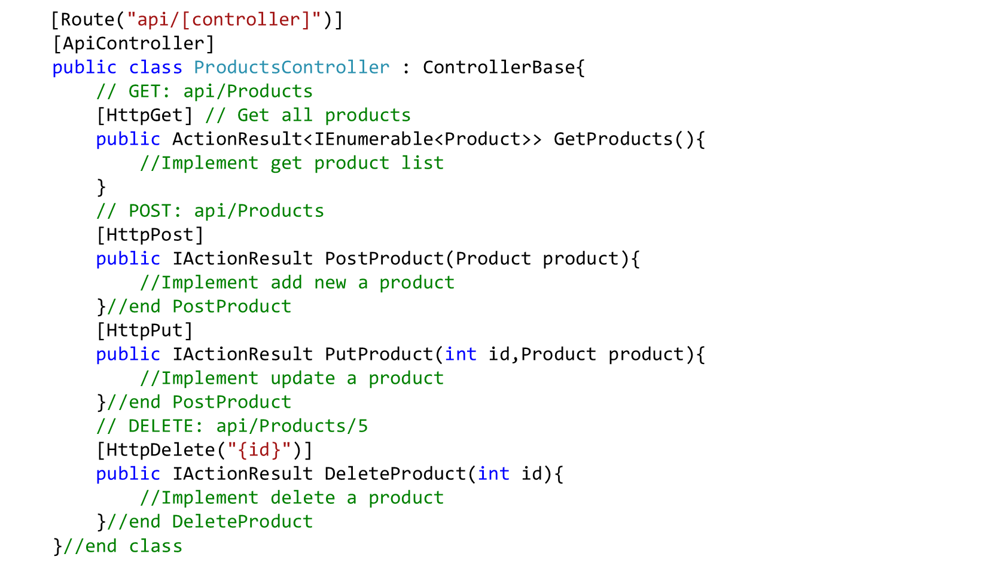 [Route("api/[controller]")]
[ApiController]
public class ProductsController : ControllerBase{
    // GET: api/Products
    [HttpGet] // Get all products
    public ActionResult<IEnumerable<Product>> GetProducts(){
        //Implement get product list
    }
    // POST: api/Products
    [HttpPost]
    public IActionResult PostProduct(Product product){
        //Implement add new a product
    }//end PostProduct
    [HttpPut]
    public IActionResult PutProduct(int id,Product product){
        //Implement update a product
    }//end PostProduct
    // DELETE: api/Products/5
    [HttpDelete("{id}")]
    public IActionResult DeleteProduct(int id){
        //Implement delete a product
    }//end DeleteProduct
}//end class